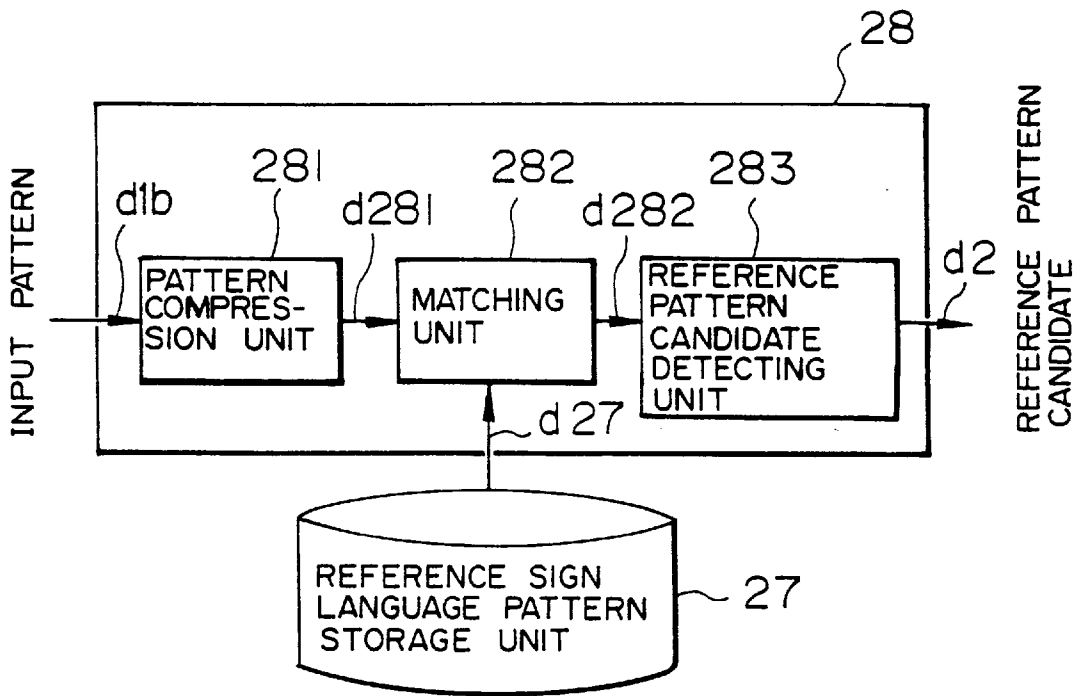 28
INPUT PATTERN
d1b
281
d281
282
d282
283
d2
REFERENCE PATTERN
CANDIDATE
PATTERN
COMPRES-
SION UNIT
MATCHING
UNIT
REFERENCE
PATTERN
CANDIDATE
DETECTING
UNIT
d27
REFERENCE SIGN
LANGUAGE PATTERN
STORAGE UNIT
27